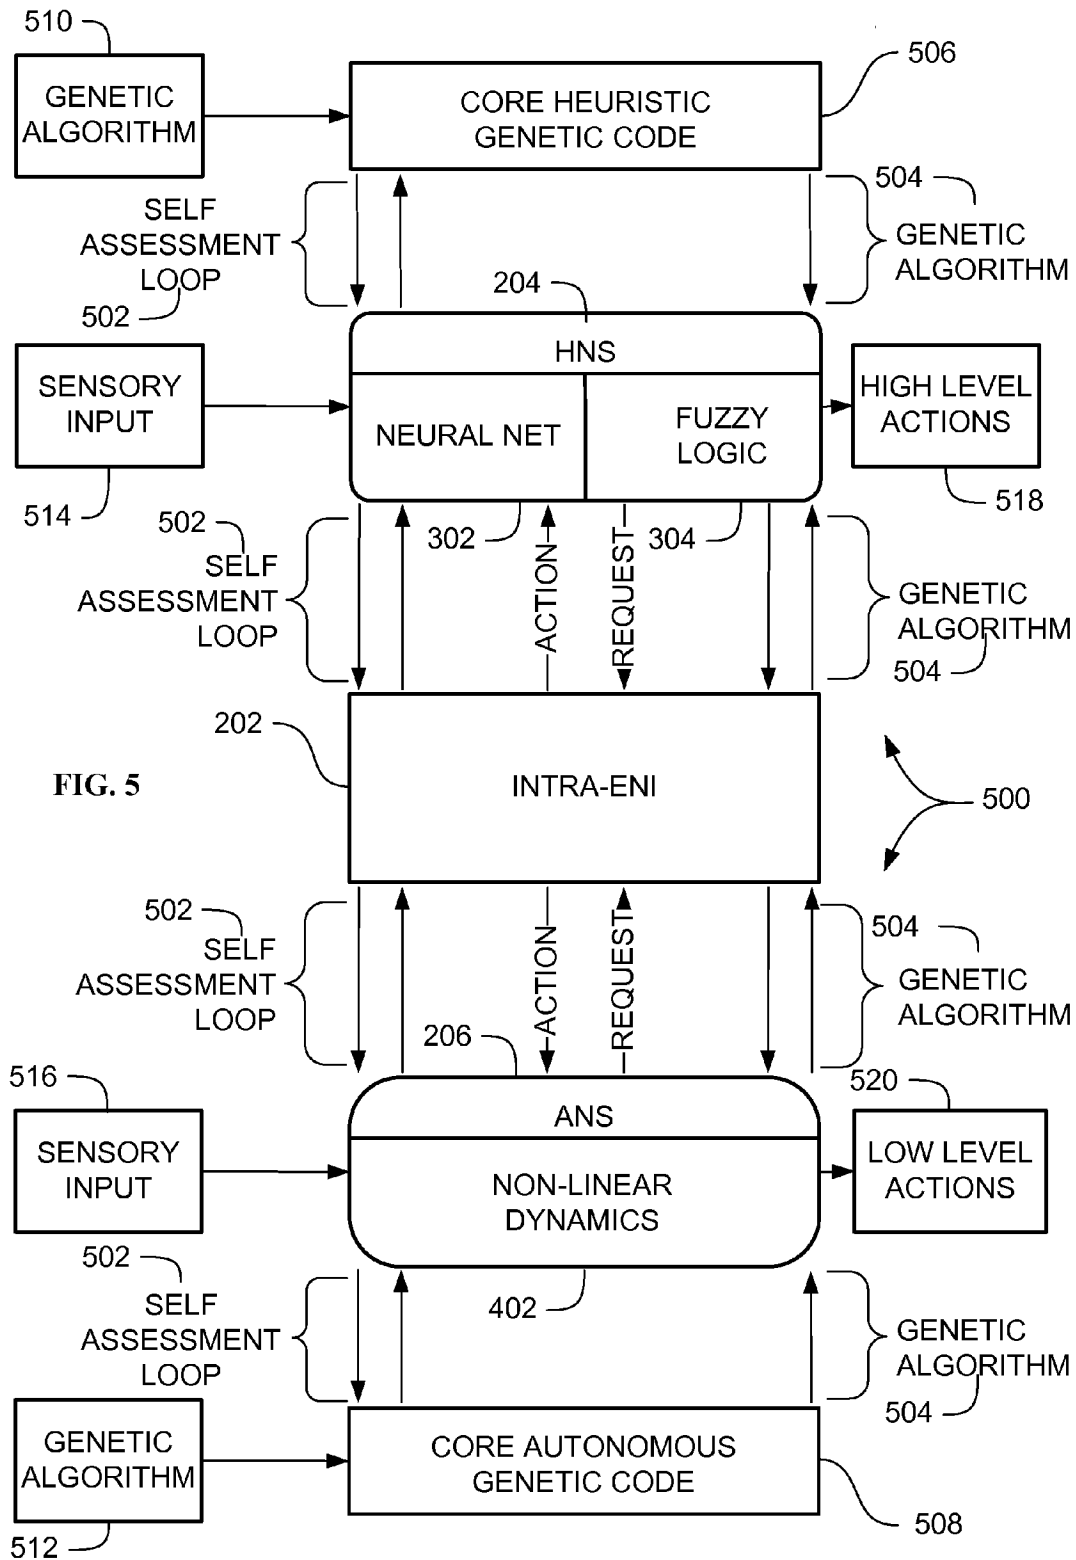 510
GENETIC
ALGORITHM
CORE HEURISTIC
GENETIC CODE
506
SELF
ASSESSMENT
LOOP
502
504
GENETIC
ALGORITHM
204
HNS
SENSORY
INPUT
514
NEURAL NET
FUZZY
LOGIC
HIGH LEVEL
ACTIONS
518
302
304
502
SELF
ASSESSMENT
LOOP
ACTION
REQUEST
GENETIC
ALGORITHM
504
202
FIG. 5
INTRA-ENI
500
502
SELF
ASSESSMENT
LOOP
ACTION
REQUEST
504
GENETIC
ALGORITHM
206
516
SENSORY
INPUT
ANS
NON-LINEAR
DYNAMICS
520
LOW LEVEL
ACTIONS
402
502
SELF
ASSESSMENT
LOOP
GENETIC
ALGORITHM
504
GENETIC
ALGORITHM
512
CORE AUTONOMOUS
GENETIC CODE
508